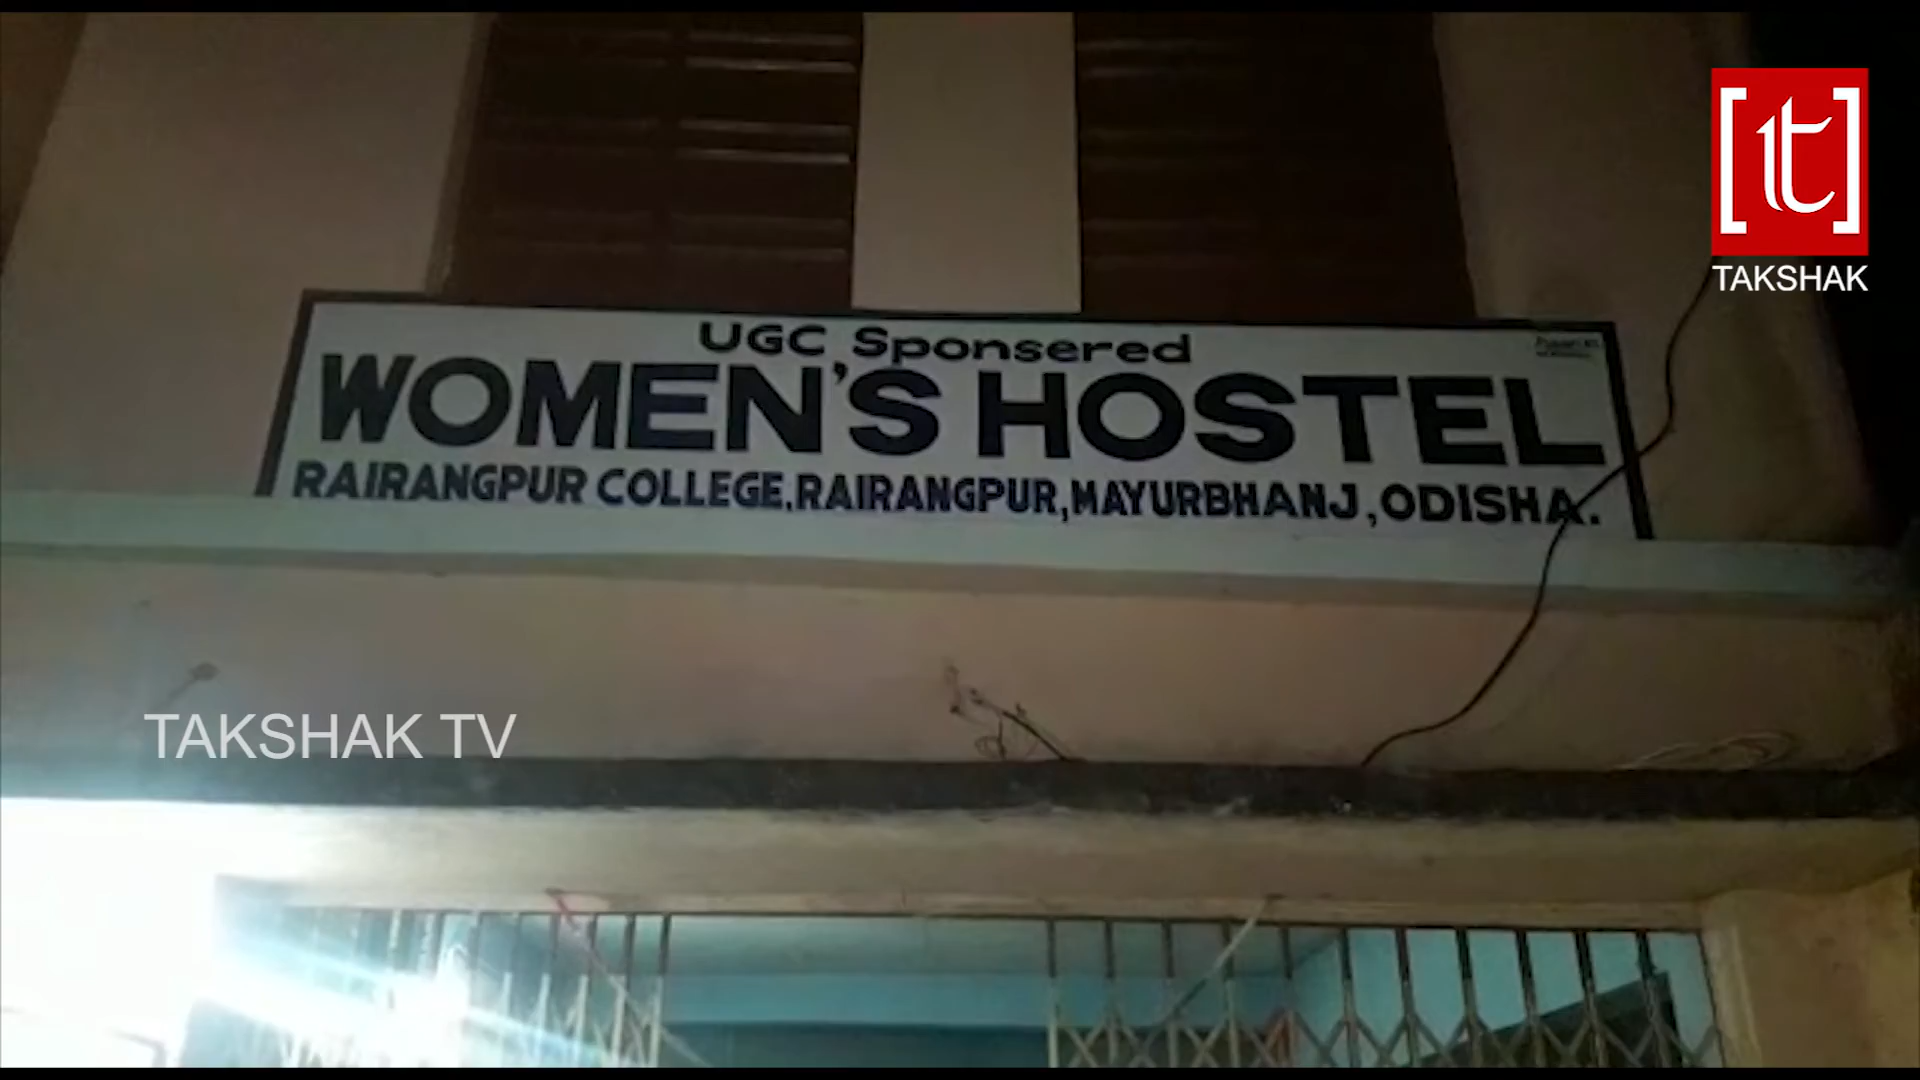 [t]
TAKSHAK
UGC Sponsered
WOMEN'S HOSTEL
RAIRANGPUR COLLEGE,RAIRANGPUR,MAYURBHANJ,ODISHA.
TAKSHAK TV